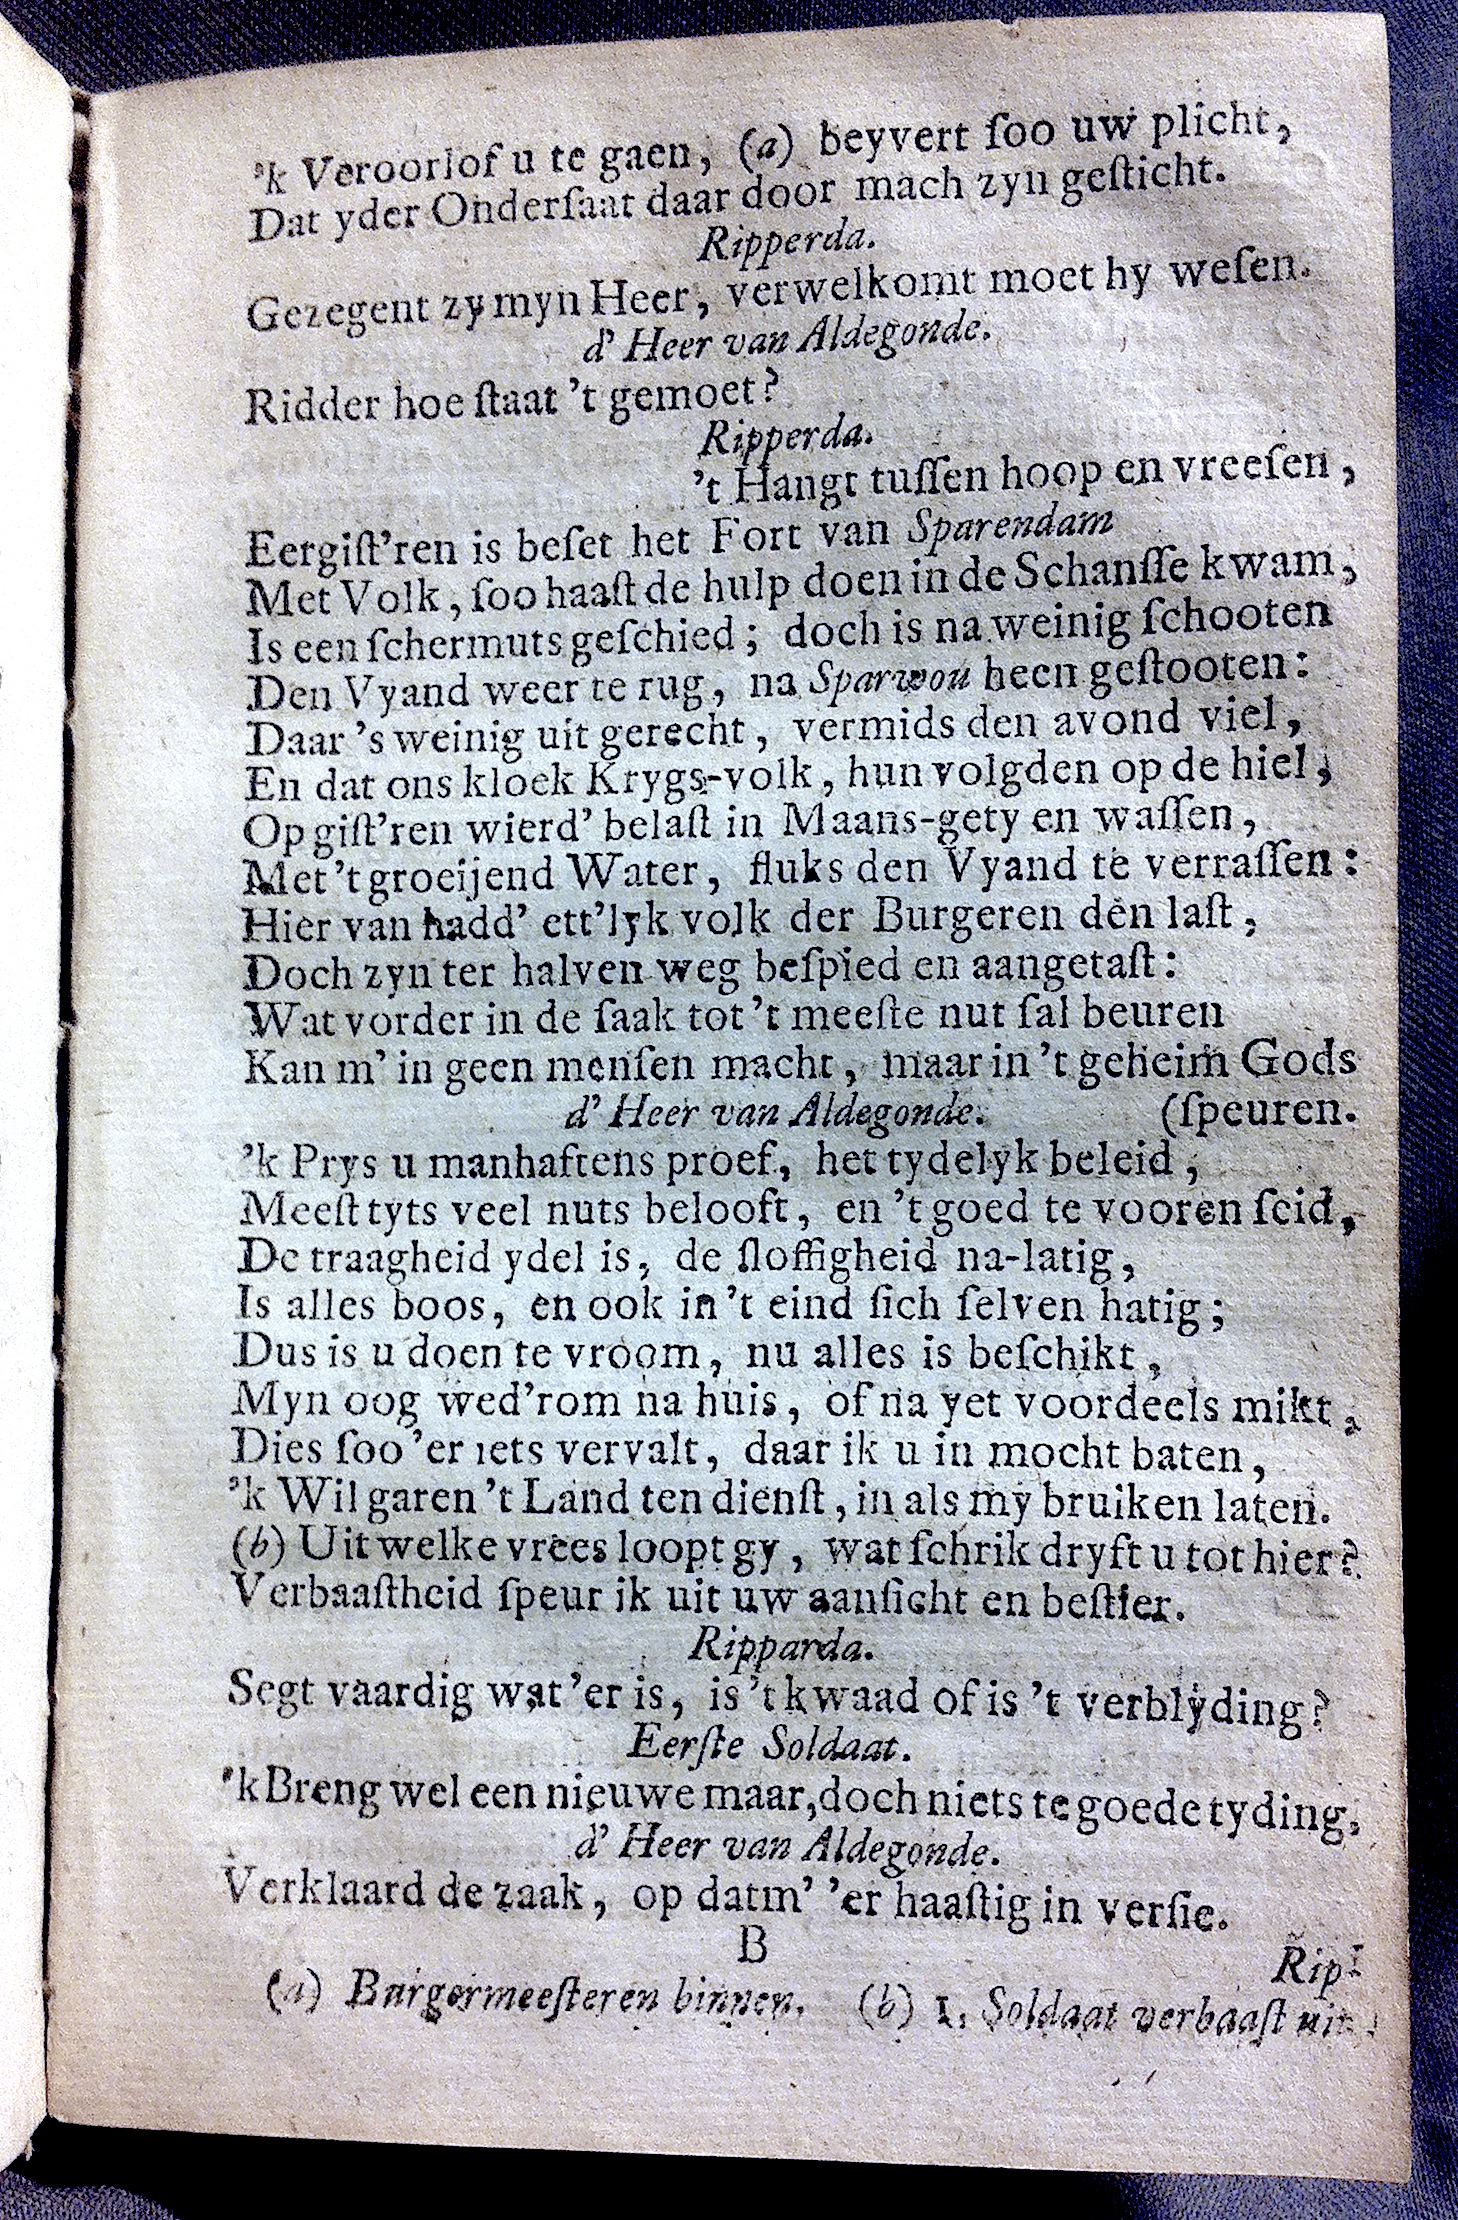 'k Veroorlof u te gaen, (a) beyvert ſoo uw plicht,
Dat yder Onderſaat daar door mach zyn geſticht.
Ripperda.
Gezegent zy myn Heer, verwelkomt moet hy weſen.
d' Heer van Aldegonde.
Ridder hoe ſtaat 't gemoet?
Ripperda.
't Hangt tuſſen hoop en vreeſen,
Eergiſt'ren is beſet het Fort van Sparendam
Met Volk, ſoo haaſt de hulp doen in de Schanſſe kwam,
Is een ſchermuts geſchied; doch is na weinig ſchooten
Den Vyand weer te rug, na Sparwou heen geſtooten:
Daar 's weinig uit gerecht, vermids den avond viel,
En dat ons kloek Krygs-volk, hun volgden op de hiel,
Op giſt'ren wierd' belaſt in Maans-gety en waſſen,
Met 't groeijend Water, fluks den Vyand te verraſſen:
Hier van hadd' ett'lyk volk der Burgeren den laſt,
Doch zyn ter halven weg beſpied en aangetaſt:
Wat vorder in de ſaak tot 't meeſte nut ſal beuren
Kan m' in geen menſen macht, maar in 't geheim Gods
d' Heer van Aldegonde. (ſpeuren.
'k Prys u manhaftens proef, het tydelyk beleid,
Meeſt tyts veel nuts belooft, en 't goed te vooren ſeid,
De traagheid ydel is, de ſloffigheid na-latig,
Is alles boos, en ook in 't eind ſich ſelven hatig;
Dus is u doen te vroom, nu alles is beſchikt,
Myn oog wed'rom na huis, of na yet voordeels mikt,
Dies ſoo 'er iets vervalt, daar ik u in mocht baten,
'k Wil garen 't Land ten dienſt, in als my bruiken laten.
(b) Uit welke vrees loopt gy, wat ſchrik dryft u tot hier?
Verbaaſtheid ſpeur ik uit uw aanſicht en beſtier.
Ripparda.
Segt vaardig wat 'er is, is 't kwaad of is 't verblyding?
Eerſte Soldaat.
'k Breng wel een nieuwe maar, doch niets te goede tyding.
d' Heer van Aldegonde.
Verklaard de zaak, op datm' 'er haaſtig in verſie.
B
Rip-
(a) Burgermeeſteren binnen. (b) 1. Soldaat verbaaſt uit.